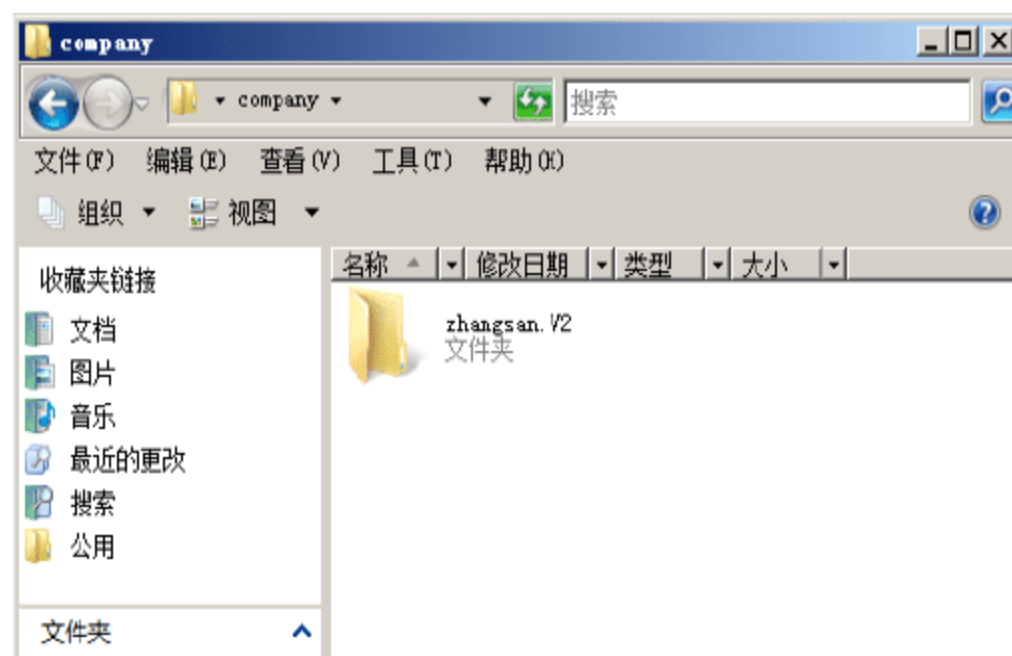 company
company
搜索
文件(F) 编辑(E) 查看(V) 工具(T) 帮助(H)
组织 视图
名称 修改日期 类型 大小
收藏夹链接
zhangsan.V2
文件夹
文档
图片
音乐
最近的更改
搜索
公用
文件夹